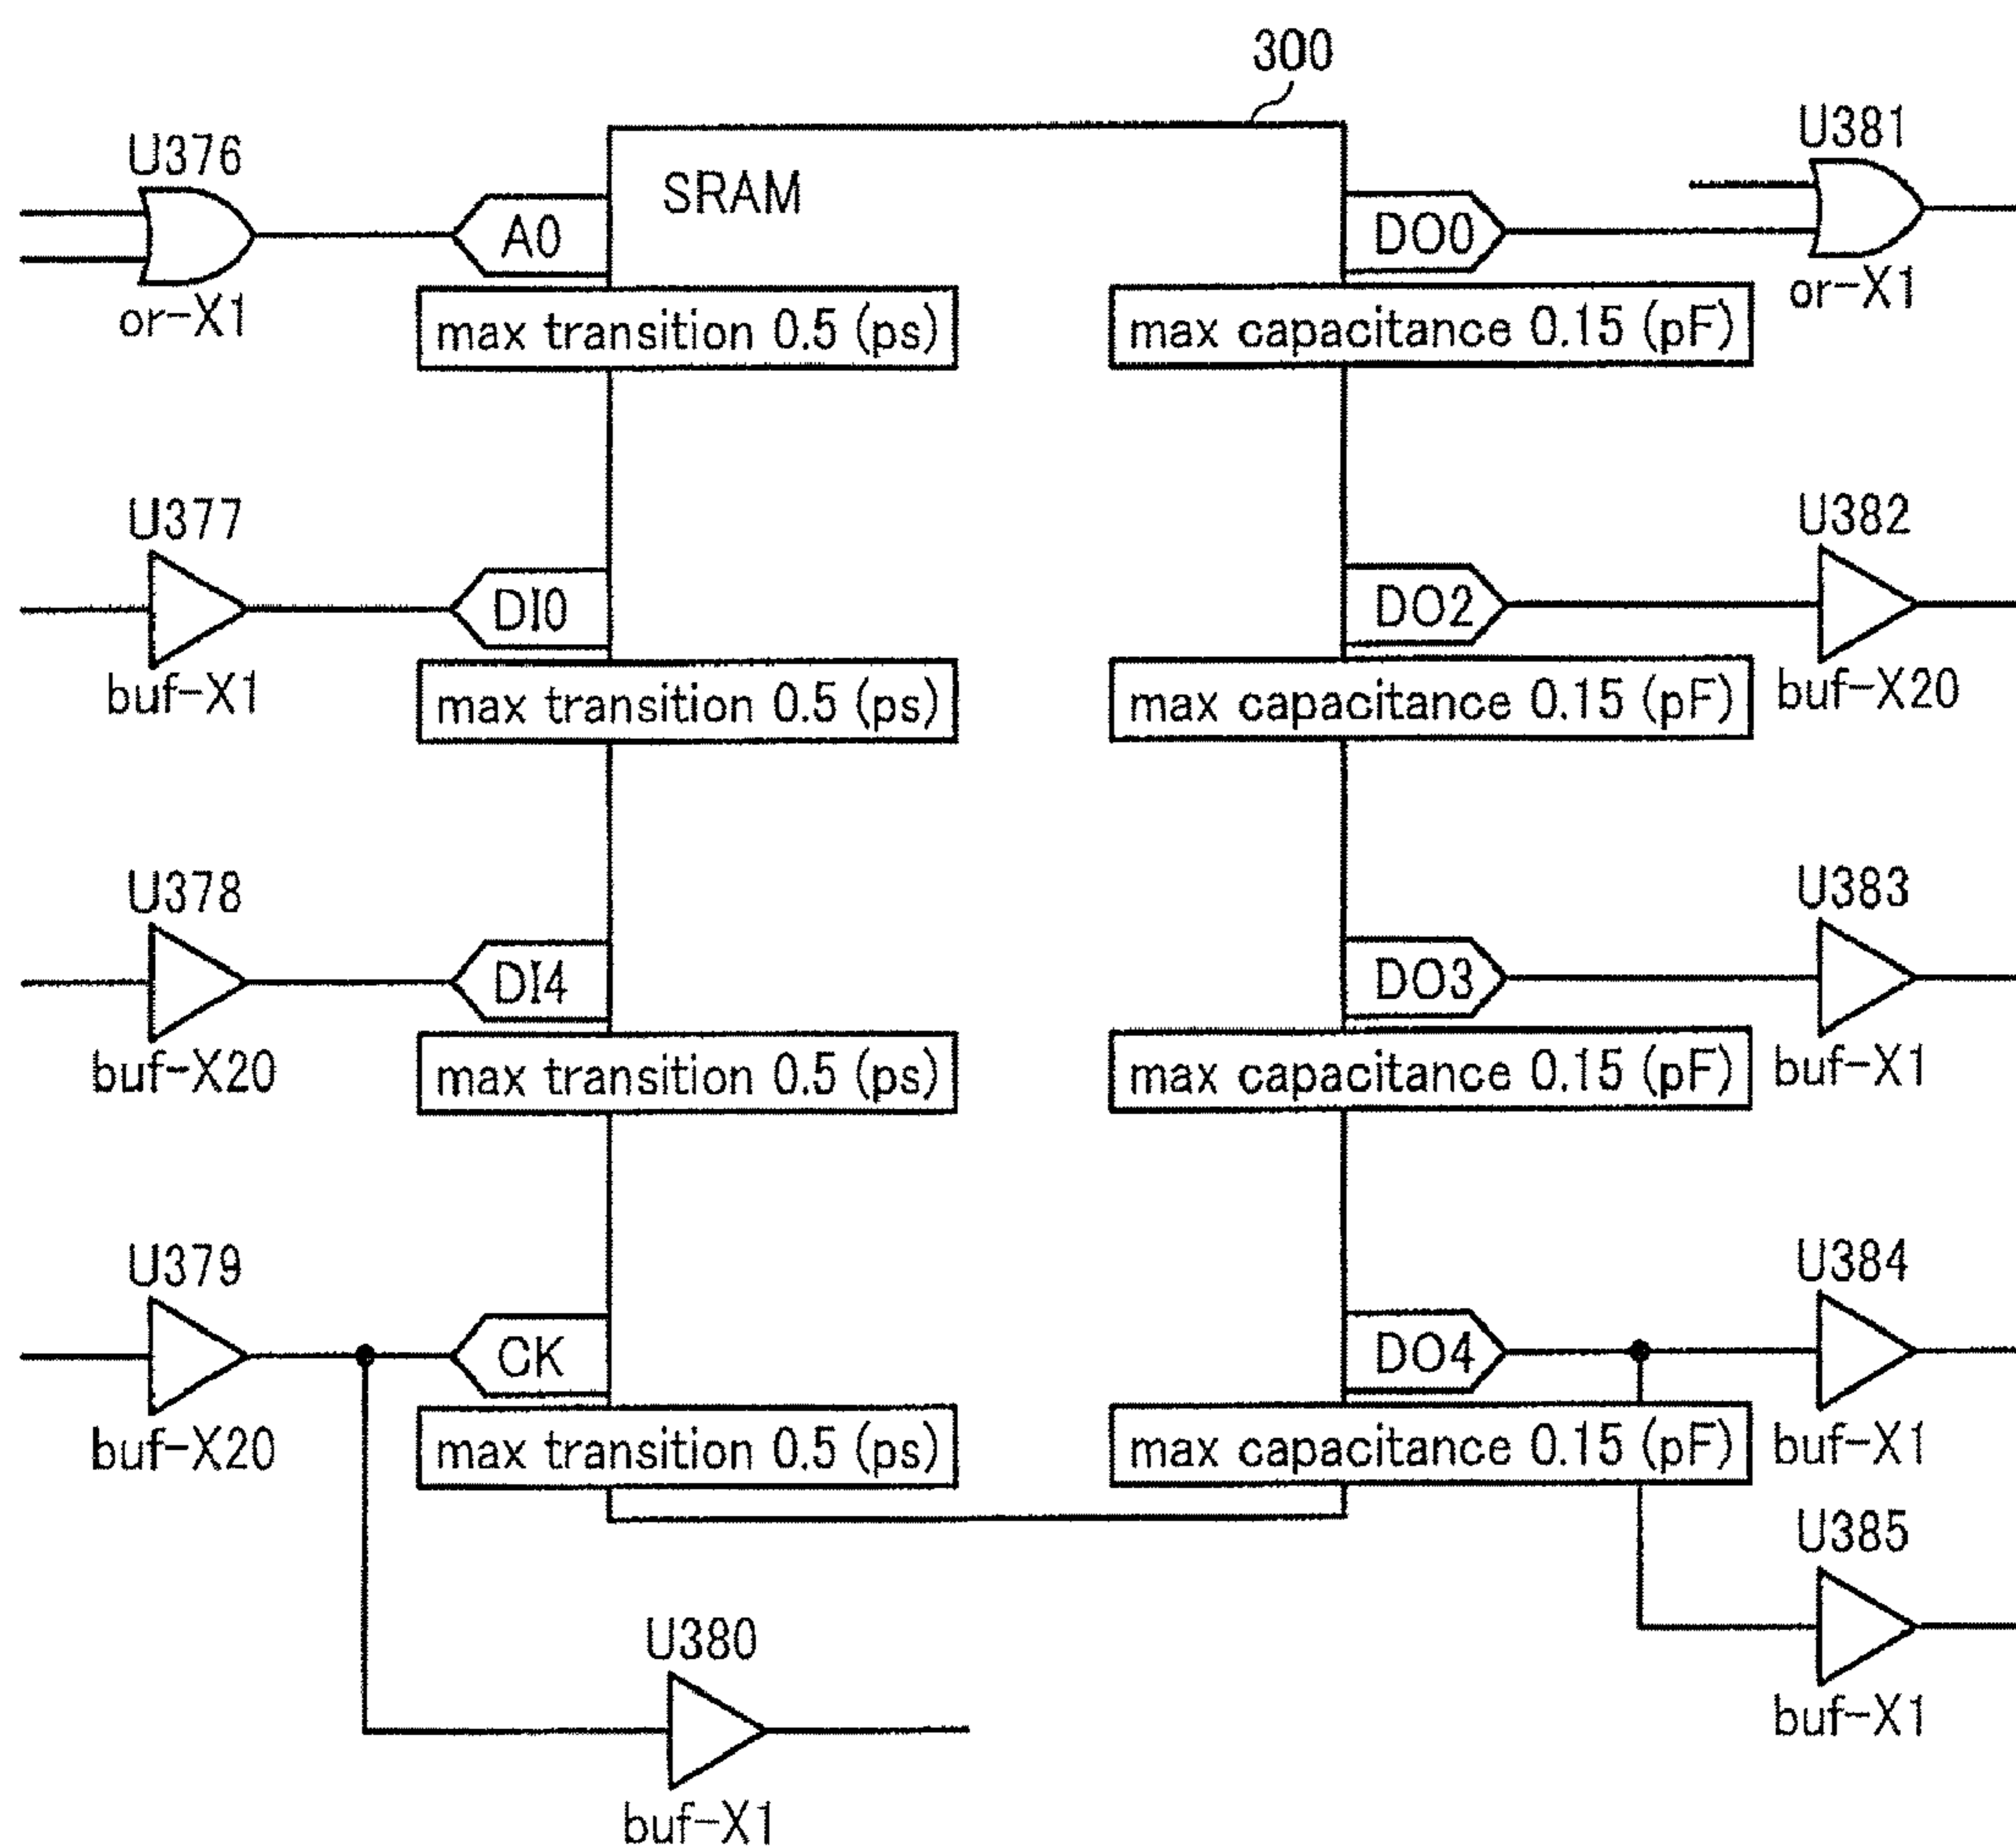 300
U376
or-X1
A0
SRAM
max transition 0.5 (ps)
DO0
max capacitance 0.15 (pF)
U381
or-X1
U377
buf-X1
DI0
max transition 0.5 (ps)
DO2
max capacitance 0.15 (pF)
U382
buf-X20
U378
buf-X20
DI4
max transition 0.5 (ps)
DO3
max capacitance 0.15 (pF)
U383
buf-X1
U379
buf-X20
CK
max transition 0.5 (ps)
DO4
max capacitance 0.15 (pF)
U384
buf-X1
U385
buf-X1
U380
buf-X1